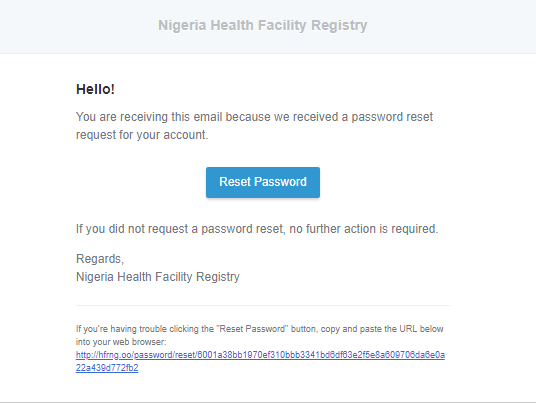 Nigeria Health Facility Registry
Hello!
You are receiving this email because we received a password reset
request for your account.
Reset Password
If you did not request a password reset, no further action is required.
Regards,
Nigeria Health Facility Registry
If you're having trouble clicking the "Reset Password" button, copy and paste the URL below
into your web browser:
http://hfrng.oo/password/reset/6001a38bb1970ef310bbb3341bd6df63e2f5e8a609706da6e0a
22a439d772fb2